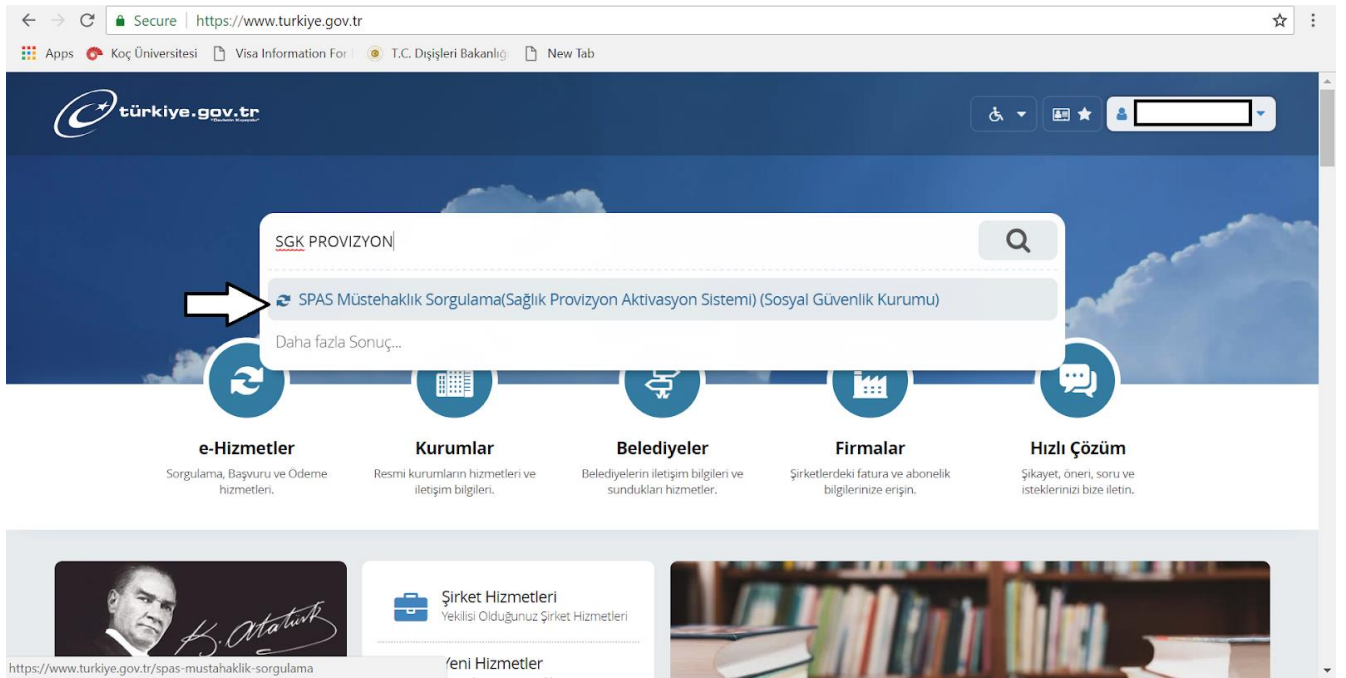 Secure https://www.turkiye.gov.tr
Apps Koç Üniversitesi Visa Information For T.C. Dışişleri Bakanlığ New Tab
türkiye.gov.tr
SGK PROVIZYON
SPAS Müstehaklık Sorgulama(Sağlık Provizyon Aktivasyon Sistemi) (Sosyal Güvenlik Kurumu)
Daha fazla Sonuç...
e-Hizmetler
Sorgulama, Başvuru ve Ödeme
hizmetleri.
Kurumlar
Resmi kurumların hizmetleri ve
iletişim bilgileri.
Belediyeler
Belediyelerin iletişim bilgileri ve
sundukları hizmetler.
Firmalar
Şirketlerdeki fatura ve abonelik
bilgilerinize erişin.
Hızlı Çözüm
Şikayet, öneri, soru ve
isteklerinizi bize iletin.
K. Atatürk
Şirket Hizmetleri
Yekilisi Olduğunuz Şirket Hizmetleri
Yeni Hizmetler
https://www.turkiye.gov.tr/spas-mustahaklik-sorgulama